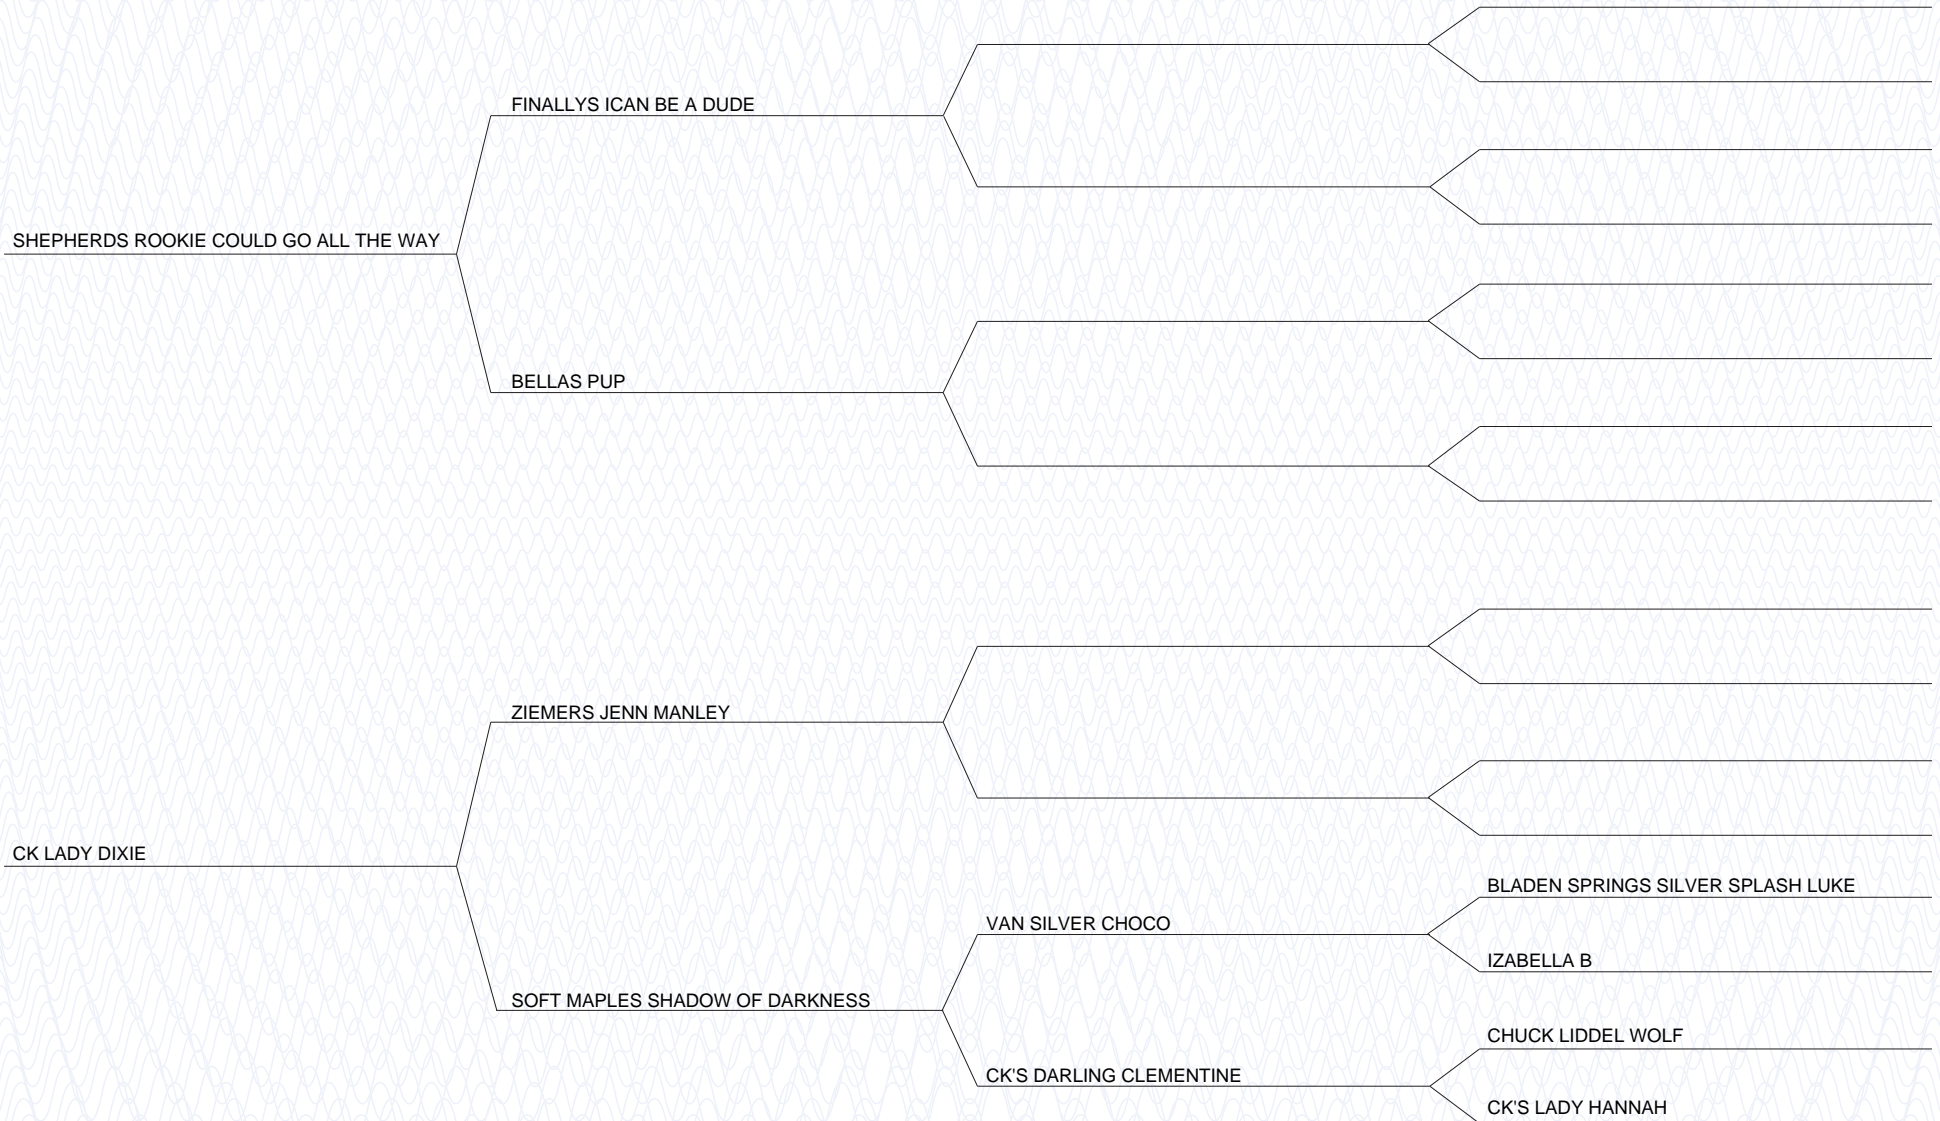 FINALLYS ICAN BE A DUDE
SHEPHERDS ROOKIE COULD GO ALL THE WAY
BELLAS PUP
ZIEMERS JENN MANLEY
CK LADY DIXIE
BLADEN SPRINGS SILVER SPLASH LUKE
VAN SILVER CHOCO
IZABELLA B
SOFT MAPLES SHADOW OF DARKNESS
CHUCK LIDDEL WOLF
CK'S DARLING CLEMENTINE
CK'S LADY HANNAH